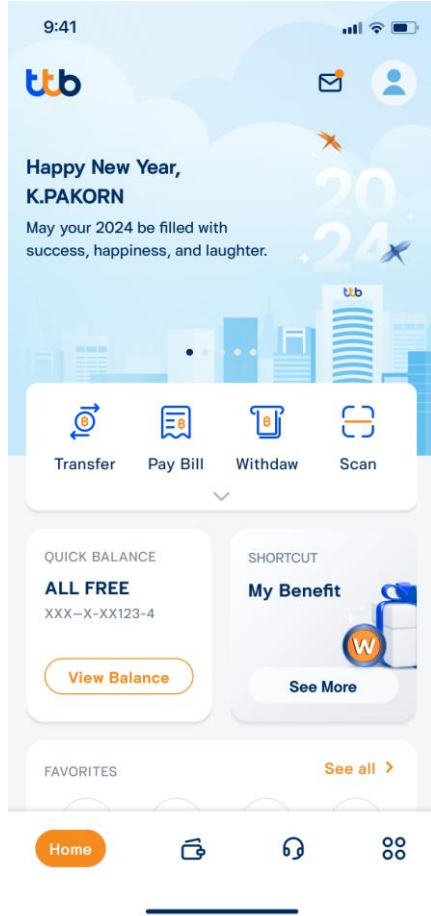 9:41
ttb
Happy New Year,
K.PAKORN
May your 2024 be filled with
success, happiness, and laughter.
20
24
ttb
Transfer Pay Bill Withdaw Scan
QUICK BALANCE
ALL FREE
XXX–X-XX123-4
View Balance
SHORTCUT
My Benefit
W
See More
FAVORITES
See all >
Home